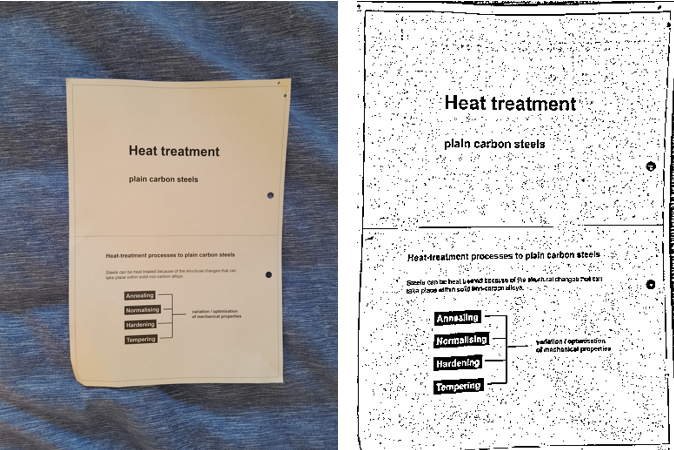 Heat treatment
plain carbon steels
Heat-treatment processes to plain carbon steels
Steels can be heat treated because of the structural changes that can
take place within solid iron-carbon alloys.
Annealing
Normalising
Hardening
Tempering
variation / optimisation
of mechanical properties
Heat treatment
plain carbon steels
Heat-treatment processes to plain carbon steels
Steels can be heat treated because of the structural changes that can
take place within solid iron-carbon alloys.
Annealing
Normalising
Hardening
Tempering
variation / optimisation
of mechanical properties